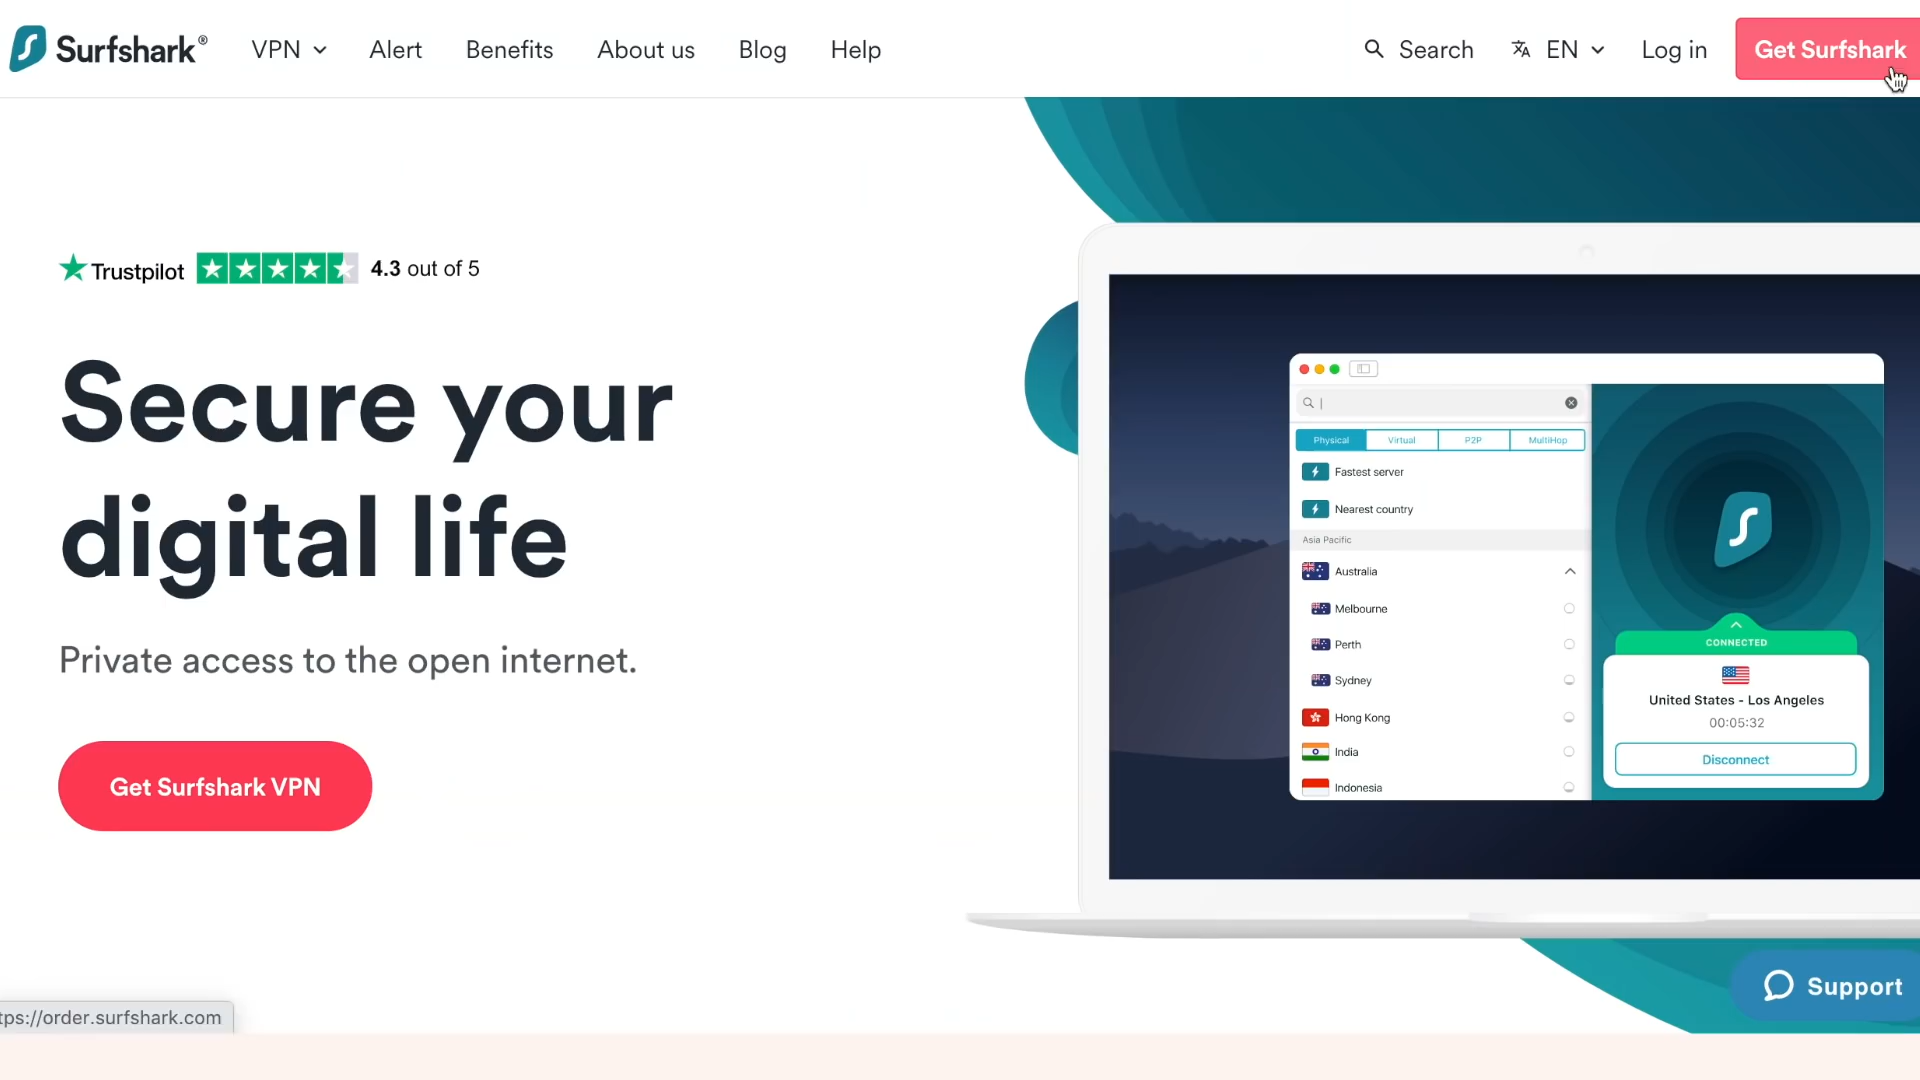 Surfshark®
VPN
Alert
Benefits
About us
Blog
Help
Search
EN
Log in
Get Surfshark
Trustpilot
4.3 out of 5
Secure your
digital life
Private access to the open internet.
Get Surfshark VPN
Physical
Virtual
P2P
MultiHop
Fastest server
Nearest country
Asia Pacific
Australia
Melbourne
Perth
Sydney
Hong Kong
India
Indonesia
CONNECTED
United States - Los Angeles
00:05:32
Disconnect
Support
tps://order.surfshark.com